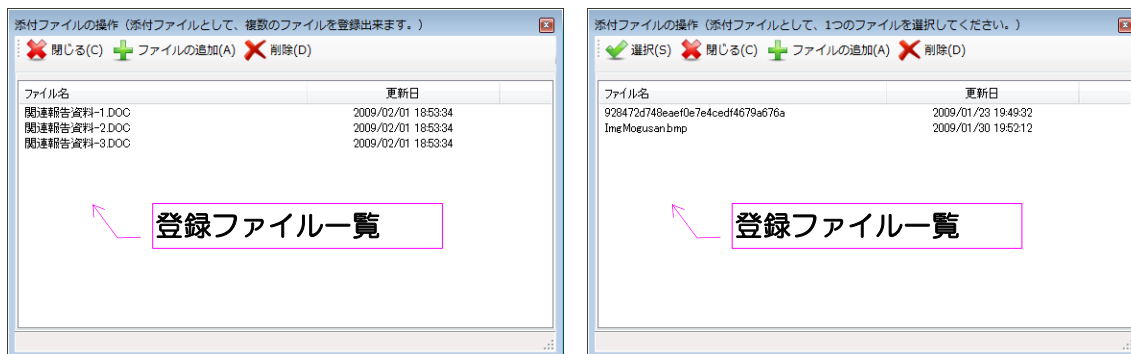 添付ファイルの操作（添付ファイルとして、複数のファイルを登録出来ます。）
閉じる(C) ファイルの追加(A) 削除(D)
ファイル名 更新日
関連報告資料-1.DOC 2009/02/01 18:53:34
関連報告資料-2.DOC 2009/02/01 18:53:34
関連報告資料-3.DOC 2009/02/01 18:53:34
登録ファイル一覧
添付ファイルの操作（添付ファイルとして、1つのファイルを選択してください。）
選択(S) 閉じる(C) ファイルの追加(A) 削除(D)
ファイル名 更新日
928472d748eaef0e7e4cedf4679a676a 2009/01/23 19:49:32
ImgMogusan.bmp 2009/01/30 19:52:12
登録ファイル一覧